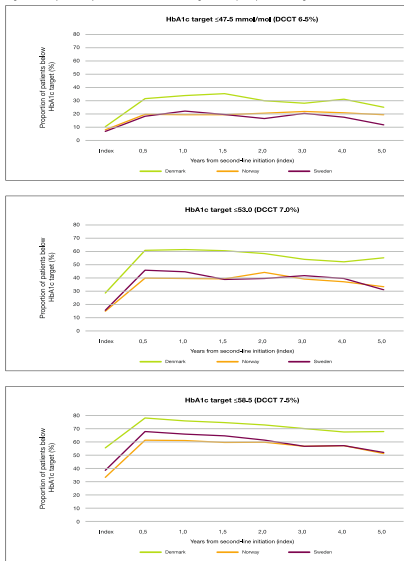 HbA1c target ≤47.5 mmol/mol (DCCT 6.5%)
Proportion of patients below
HbA1c target (%)
80
70
60
50
40
30
20
10
0
Index 0,5 1,0 1,5 2,0 3,0 4,0 5,0
Years from second-line initiation (index)
Denmark Norway Sweden
HbA1c target ≤53.0 (DCCT 7.0%)
Proportion of patients below
HbA1c target (%)
80
70
60
50
40
30
20
10
0
Index 0,5 1,0 1,5 2,0 3,0 4,0 5,0
Years from second-line initiation (index)
Denmark Norway Sweden
HbA1c target ≤58.5 (DCCT 7.5%)
Proportion of patients below
HbA1c target (%)
80
70
60
50
40
30
20
10
0
Index 0,5 1,0 1,5 2,0 3,0 4,0 5,0
Years from second-line initiation (index)
Denmark Norway Sweden